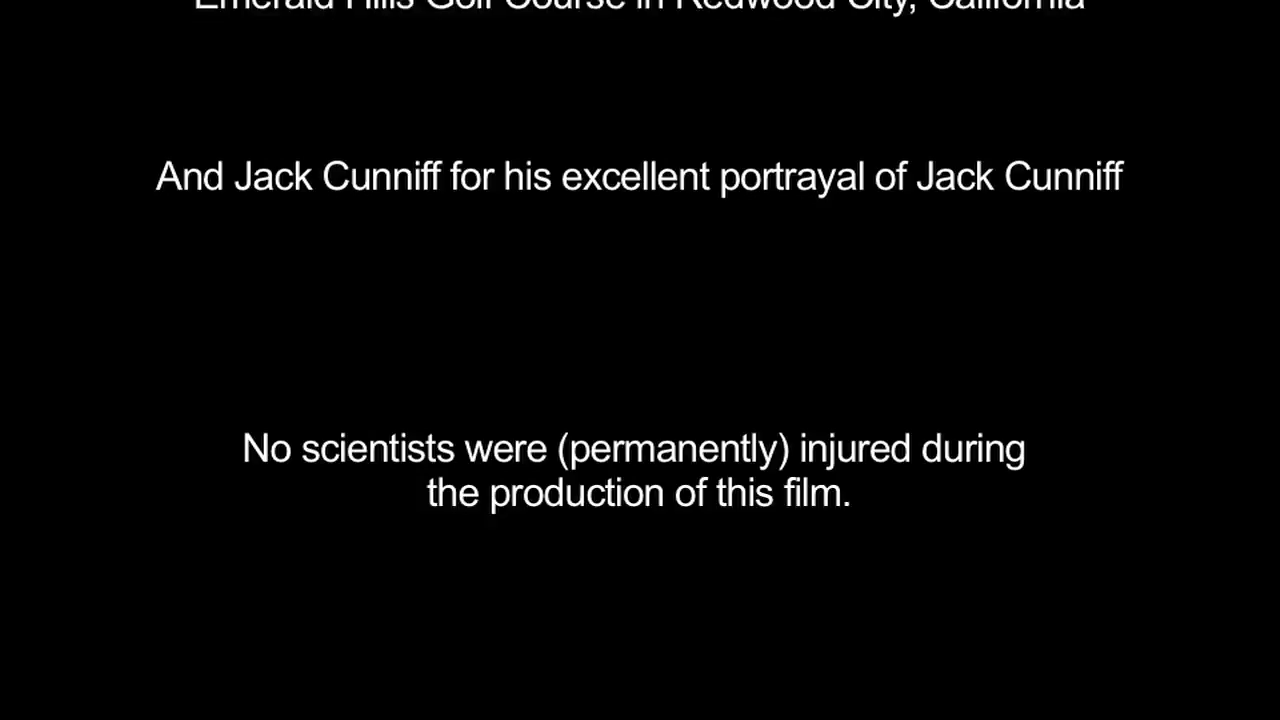 Emerald Hills Golf Course in Redwood City, California
And Jack Cunniff for his excellent portrayal of Jack Cunniff
No scientists were (permanently) injured during
the production of this film.